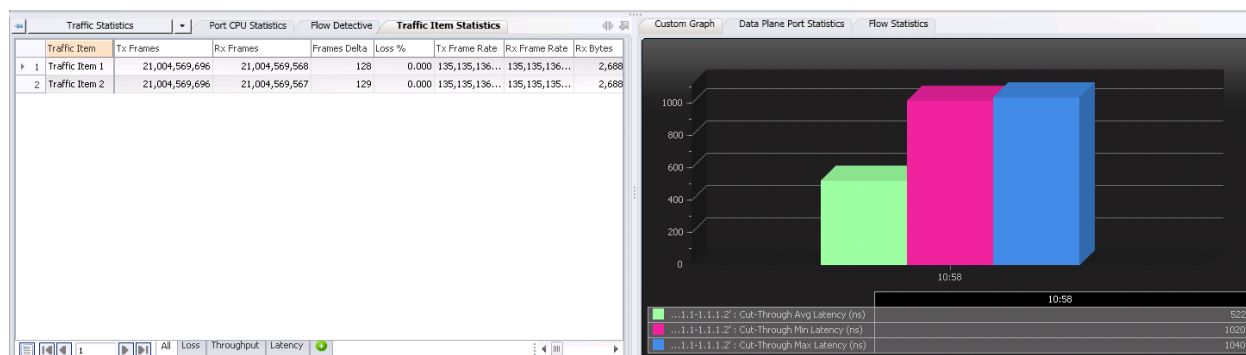 Traffic Statistics
Port CPU Statistics
Flow Detective
Traffic Item Statistics
Traffic Item Tx Frames Rx Frames Frames Delta Loss % Tx Frame Rate Rx Frame Rate Rx Bytes
1 Traffic Item 1 21,004,569,696 21,004,569,568 128 0.000 135,135,136... 135,135,136... 2,688
2 Traffic Item 2 21,004,569,696 21,004,569,567 129 0.000 135,135,136... 135,135,135... 2,688
1
All Loss Throughput Latency
Custom Graph
Data Plane Port Statistics
Flow Statistics
1000
800
600
400
200
0
10:58
10:58
...1.1-1.1.1.2' : Cut-Through Avg Latency (ns) 522
...1.1-1.1.1.2' : Cut-Through Min Latency (ns) 1020
...1.1-1.1.1.2' : Cut-Through Max Latency (ns) 1040